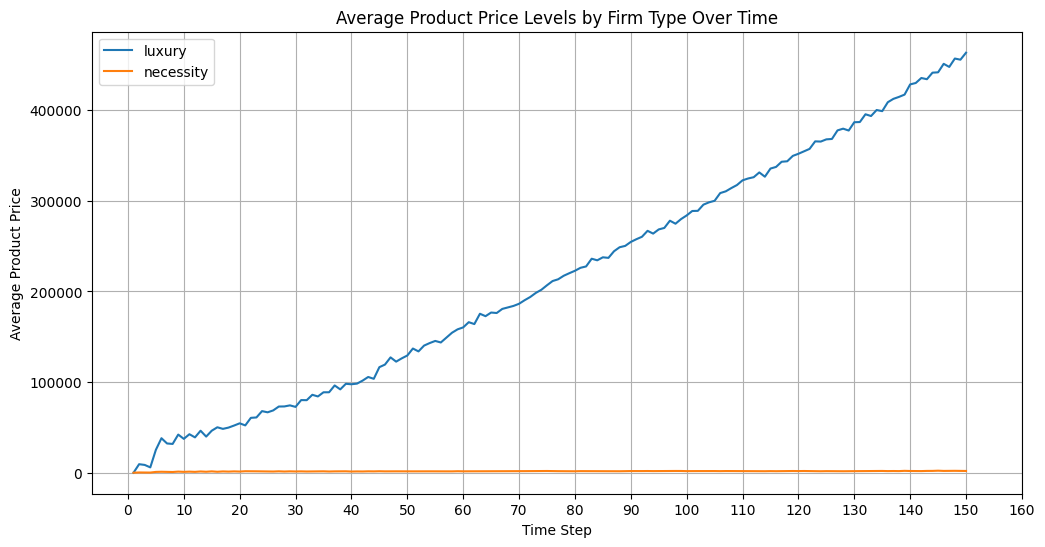 Average Product Price Levels by Firm Type Over Time
luxury
necessity
Average Product Price
400000
300000
200000
100000
0
0 10 20 30 40 50 60 70 80 90 100 110 120 130 140 150 160
Time Step